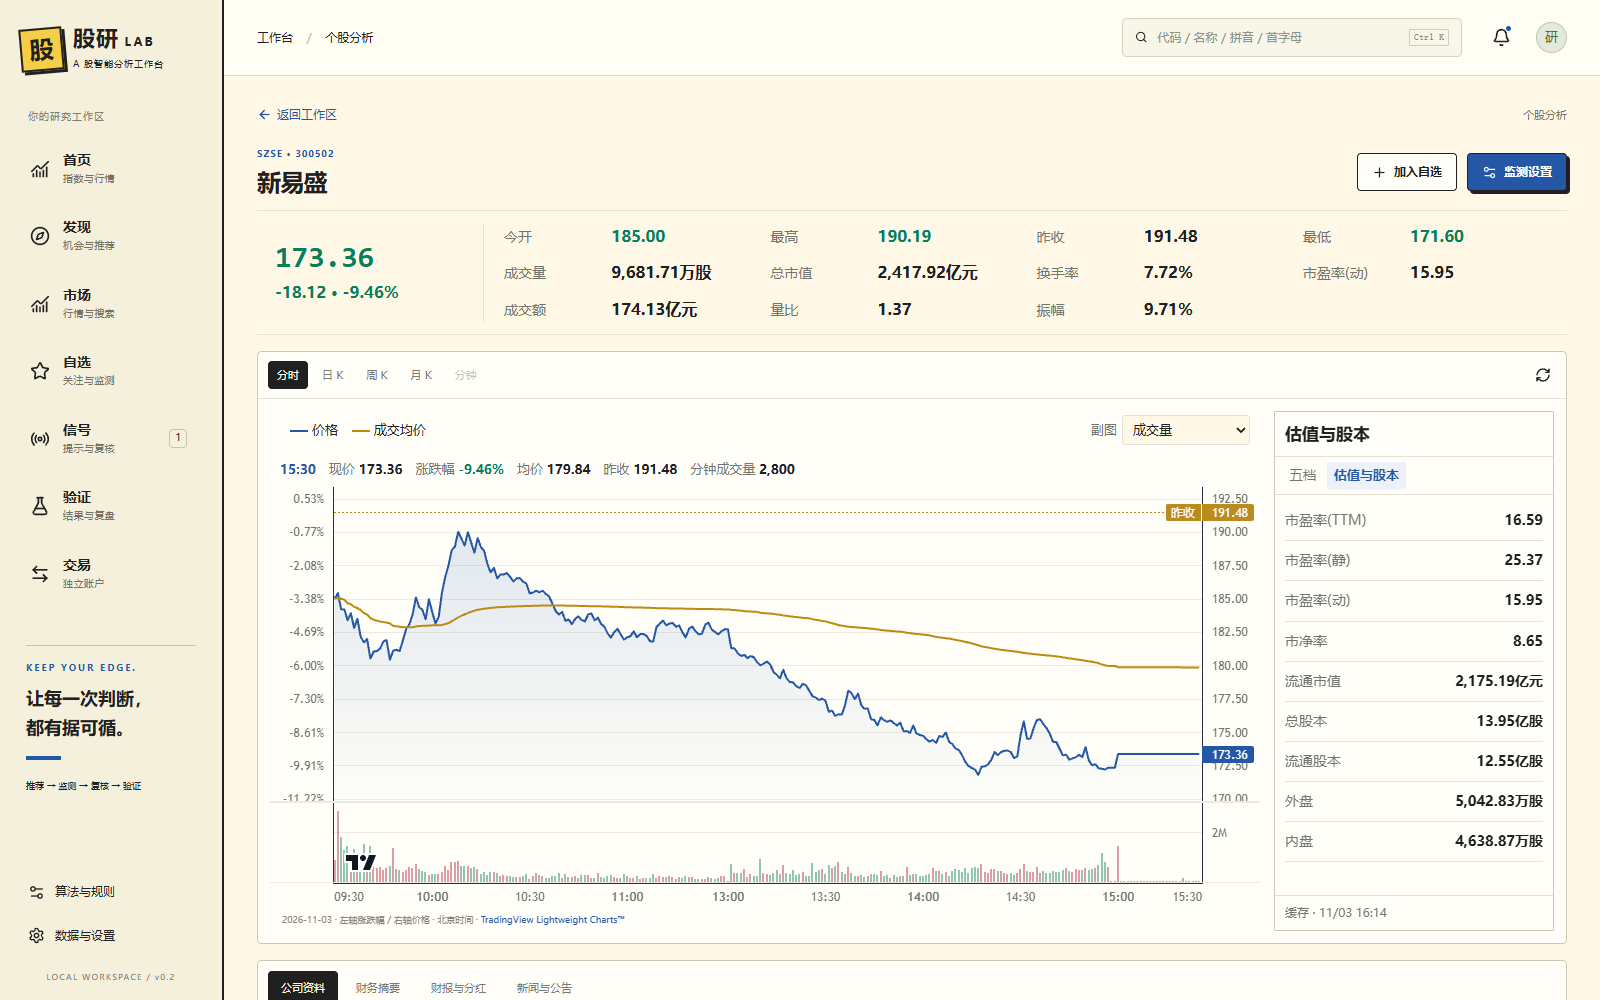 股
股研 LAB
A 股智能分析工作台
你的研究工作区
首页
指数与行情
发现
机会与推荐
市场
行情与搜索
自选
关注与监测
信号
提示与复核
1
验证
结果与复盘
交易
独立账户
KEEP YOUR EDGE.
让每一次判断,
都有据可循。
推荐 → 监测 → 复核 → 验证
算法与规则
数据与设置
LOCAL WORKSPACE / v0.2
工作台 / 个股分析
代码 / 名称 / 拼音 / 首字母 Ctrl K
研
← 返回工作区
个股分析
SZSE • 300502
新易盛
+ 加入自选
监测设置
173.36
-18.12 • -9.46%
今开 185.00 最高 190.19 昨收 191.48 最低 171.60
成交量 9,681.71万股 总市值 2,417.92亿元 换手率 7.72% 市盈率(动) 15.95
成交额 174.13亿元 量比 1.37 振幅 9.71%
分时 日 K 周 K 月 K 分钟
价格 成交均价
副图 成交量
15:30 现价 173.36 涨跌幅 -9.46% 均价 179.84 昨收 191.48 分钟成交量 2,800
0.53% 192.50
昨收 191.48
-0.77% 190.00
-2.08% 187.50
-3.38% 185.00
-4.69% 182.50
-6.00% 180.00
-7.30% 177.50
-8.61% 175.00
173.36
-9.91% 172.50
-11.22% 170.00
2M
09:30 10:00 10:30 11:00 13:00 13:30 14:00 14:30 15:00 15:30
2026-11-03 · 左轴涨跌幅 / 右轴价格 · 北京时间 · TradingView Lightweight Charts™
估值与股本
五档 估值与股本
市盈率(TTM) 16.59
市盈率(静) 25.37
市盈率(动) 15.95
市净率 8.65
流通市值 2,175.19亿元
总股本 13.95亿股
流通股本 12.55亿股
外盘 5,042.83万股
内盘 4,638.87万股
缓存 · 11/03 16:14
公司资料 财务摘要 财报与分红 新闻与公告